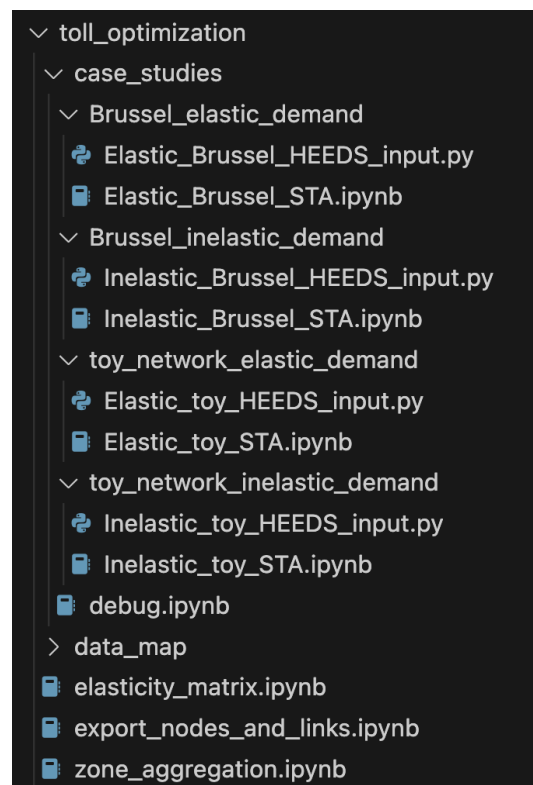 toll_optimization
case_studies
Brussel_elastic_demand
Elastic_Brussel_HEEDS_input.py
Elastic_Brussel_STA.ipynb
Brussel_inelastic_demand
Inelastic_Brussel_HEEDS_input.py
Inelastic_Brussel_STA.ipynb
toy_network_elastic_demand
Elastic_toy_HEEDS_input.py
Elastic_toy_STA.ipynb
toy_network_inelastic_demand
Inelastic_toy_HEEDS_input.py
Inelastic_toy_STA.ipynb
debug.ipynb
data_map
elasticity_matrix.ipynb
export_nodes_and_links.ipynb
zone_aggregation.ipynb